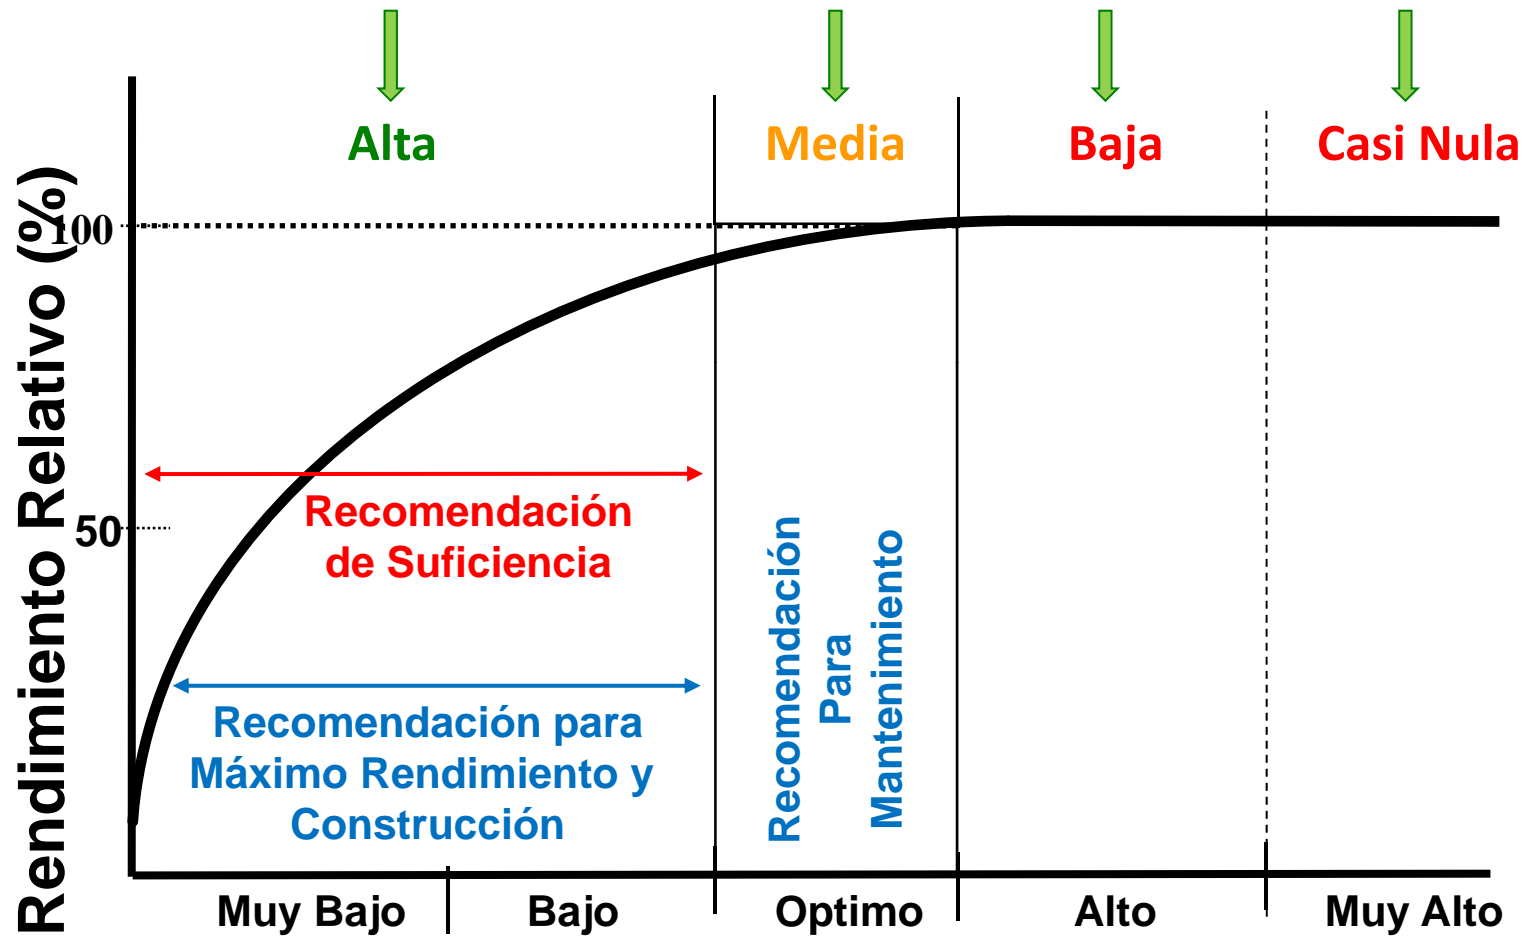 Alta
Media
Baja
Casi Nula
Rendimiento Relativo (%)
100
50
Recomendación
de Suficiencia
Recomendación para
Máximo Rendimiento y
Construcción
Recomendación
Para
Mantenimiento
Muy Bajo
Bajo
Optimo
Alto
Muy Alto